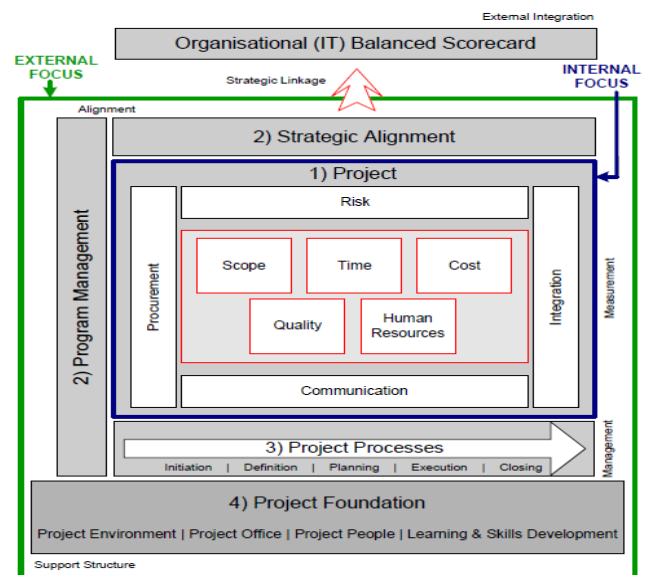 External Integration
Organisational (IT) Balanced Scorecard
EXTERNAL
FOCUS
Strategic Linkage
INTERNAL
FOCUS
Alignment
2) Strategic Alignment
2) Program Management
1) Project
Risk
Procurement
Scope
Time
Cost
Quality
Human
Resources
Integration
Communication
Measurement
3) Project Processes
Initiation | Definition | Planning | Execution | Closing
Management
4) Project Foundation
Project Environment | Project Office | Project People | Learning & Skills Development
Support Structure